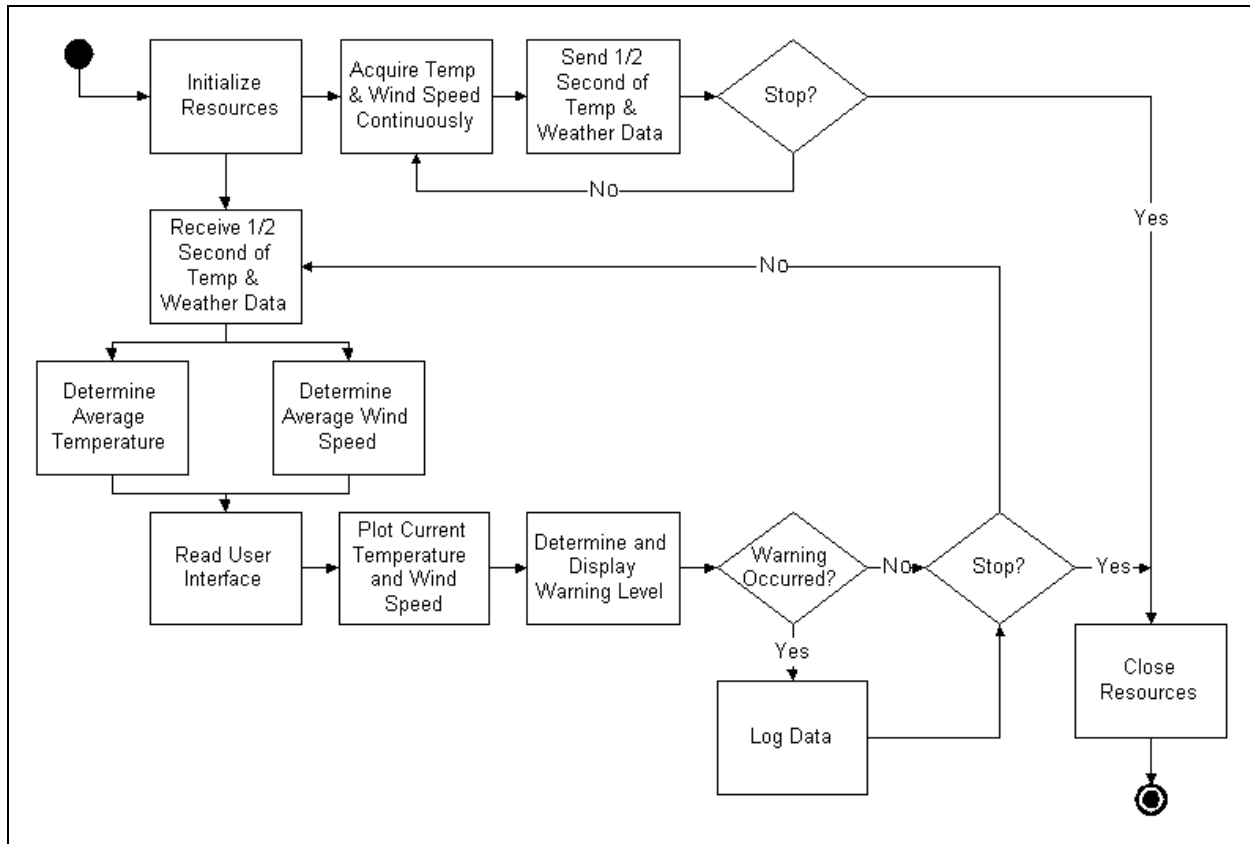 Initialize
Resources
Acquire Temp
& Wind Speed
Continuously
Send 1/2
Second of
Temp &
Weather Data
Stop?
No
Yes
Receive 1/2
Second of
Temp &
Weather Data
No
Determine
Average
Temperature
Determine
Average Wind
Speed
Read User
Interface
Plot Current
Temperature
and Wind
Speed
Determine and
Display
Warning Level
Warning
Occurred?
No
Stop?
Yes
Yes
Log Data
Close
Resources